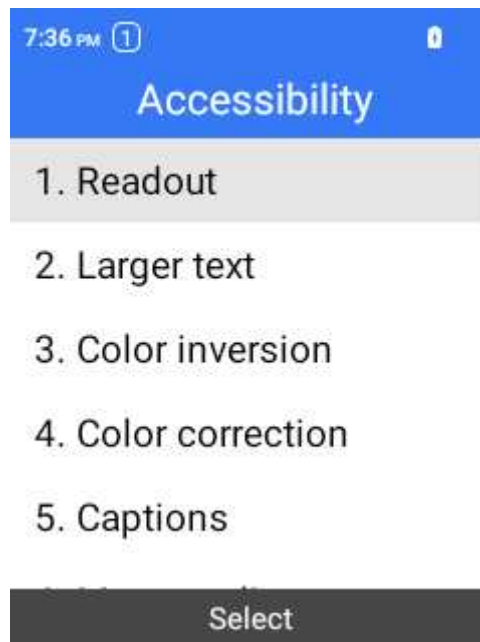 7:36 PM 1
Accessibility
1. Readout
2. Larger text
3. Color inversion
4. Color correction
5. Captions
Select